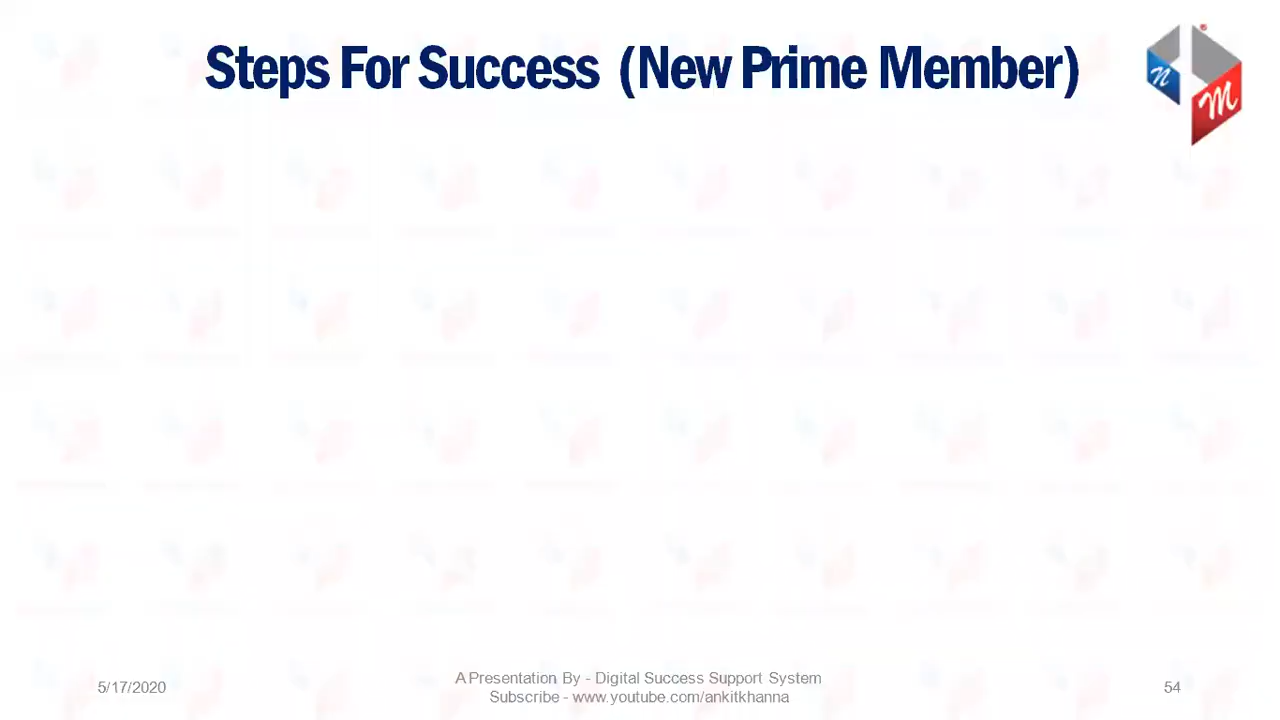 Steps For Success (New Prime Member)
n
M
5/17/2020
A Presentation By - Digital Success Support System
Subscribe - www.youtube.com/ankitkhanna
54